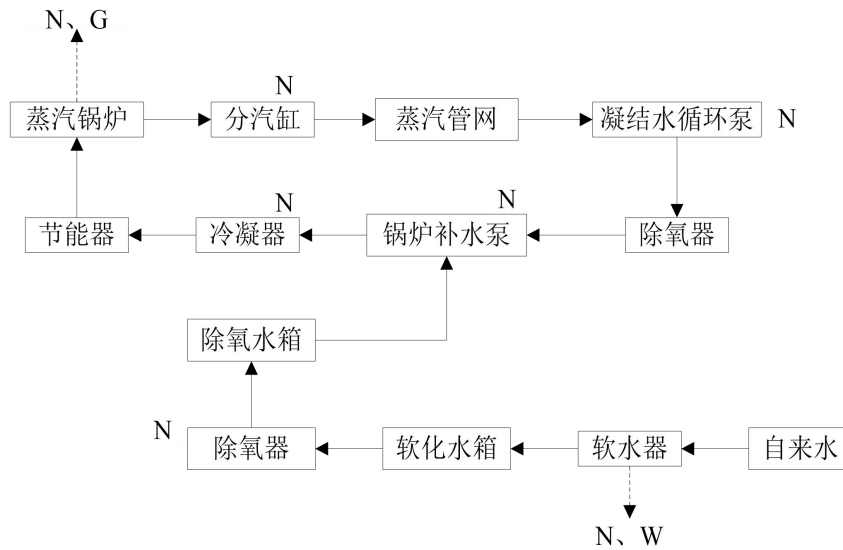 N、G
N
蒸汽锅炉 分汽缸 蒸汽管网 凝结水循环泵 N
N N
节能器 冷凝器 锅炉补水泵 除氧器
除氧水箱
N 除氧器 软化水箱 软水器 自来水
N、W